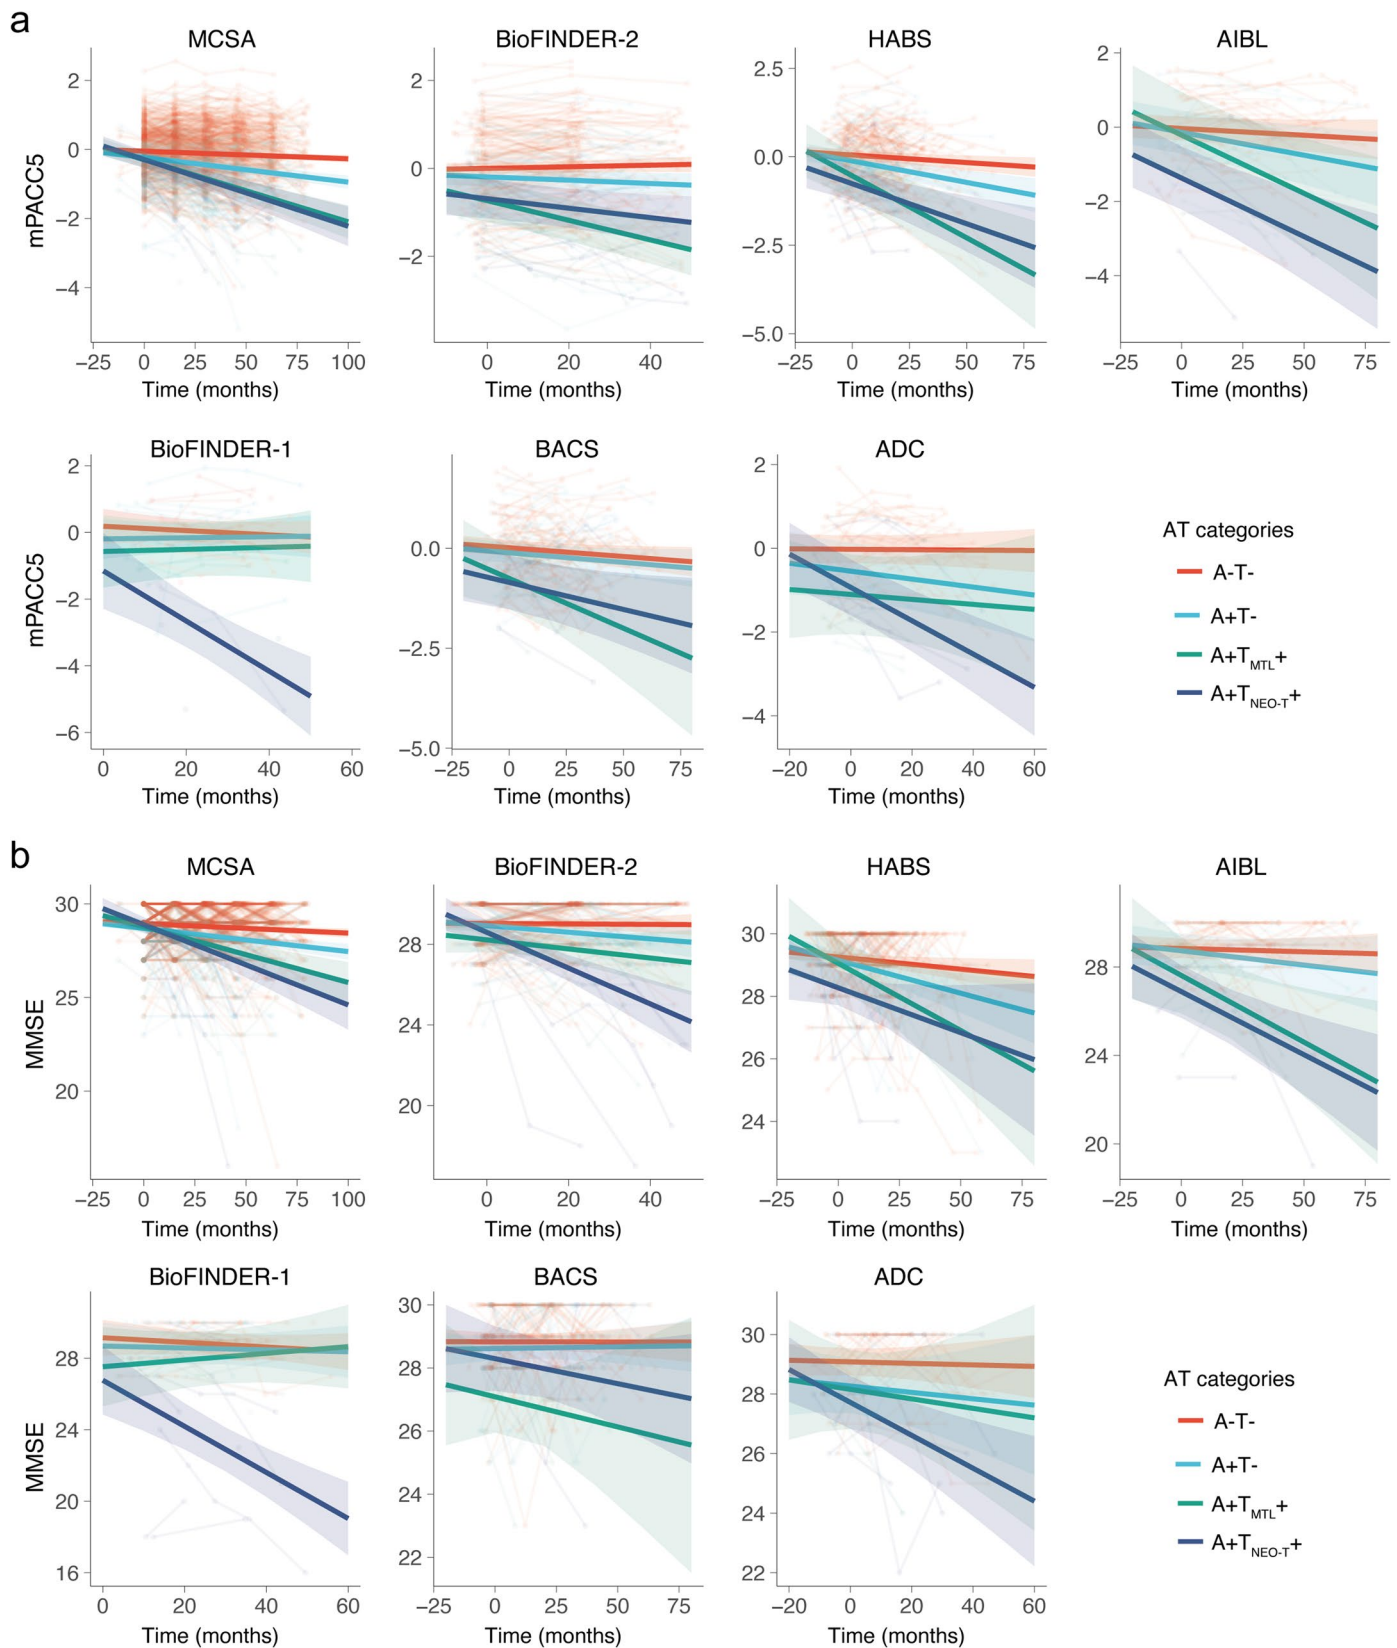 a
MCSA BioFINDER-2 HABS AIBL
mPACC5
2 0 −2 −4
−25 0 25 50 75 100
Time (months)
2 0 −2
0 20 40
Time (months)
2.5 0.0 −2.5 −5.0
−25 0 25 50 75
Time (months)
2 0 −2 −4
−25 0 25 50 75
Time (months)
BioFINDER-1 BACS ADC
mPACC5
2 0 −2 −4 −6
0 20 40 60
Time (months)
0.0 −2.5 −5.0
−25 0 25 50 75
Time (months)
2 0 −2 −4
−20 0 20 40 60
Time (months)
AT categories
A-T-
A+T-
A+TMTL+
A+TNEO-T+
b
MCSA BioFINDER-2 HABS AIBL
MMSE
30 25 20
−25 0 25 50 75 100
Time (months)
28 24 20
0 20 40
Time (months)
30 28 26 24
−25 0 25 50 75
Time (months)
28 24 20
−25 0 25 50 75
Time (months)
BioFINDER-1 BACS ADC
MMSE
28 24 20 16
0 20 40 60
Time (months)
30 28 26 24 22
−25 0 25 50 75
Time (months)
30 28 26 24 22
−20 0 20 40 60
Time (months)
AT categories
A-T-
A+T-
A+TMTL+
A+TNEO-T+